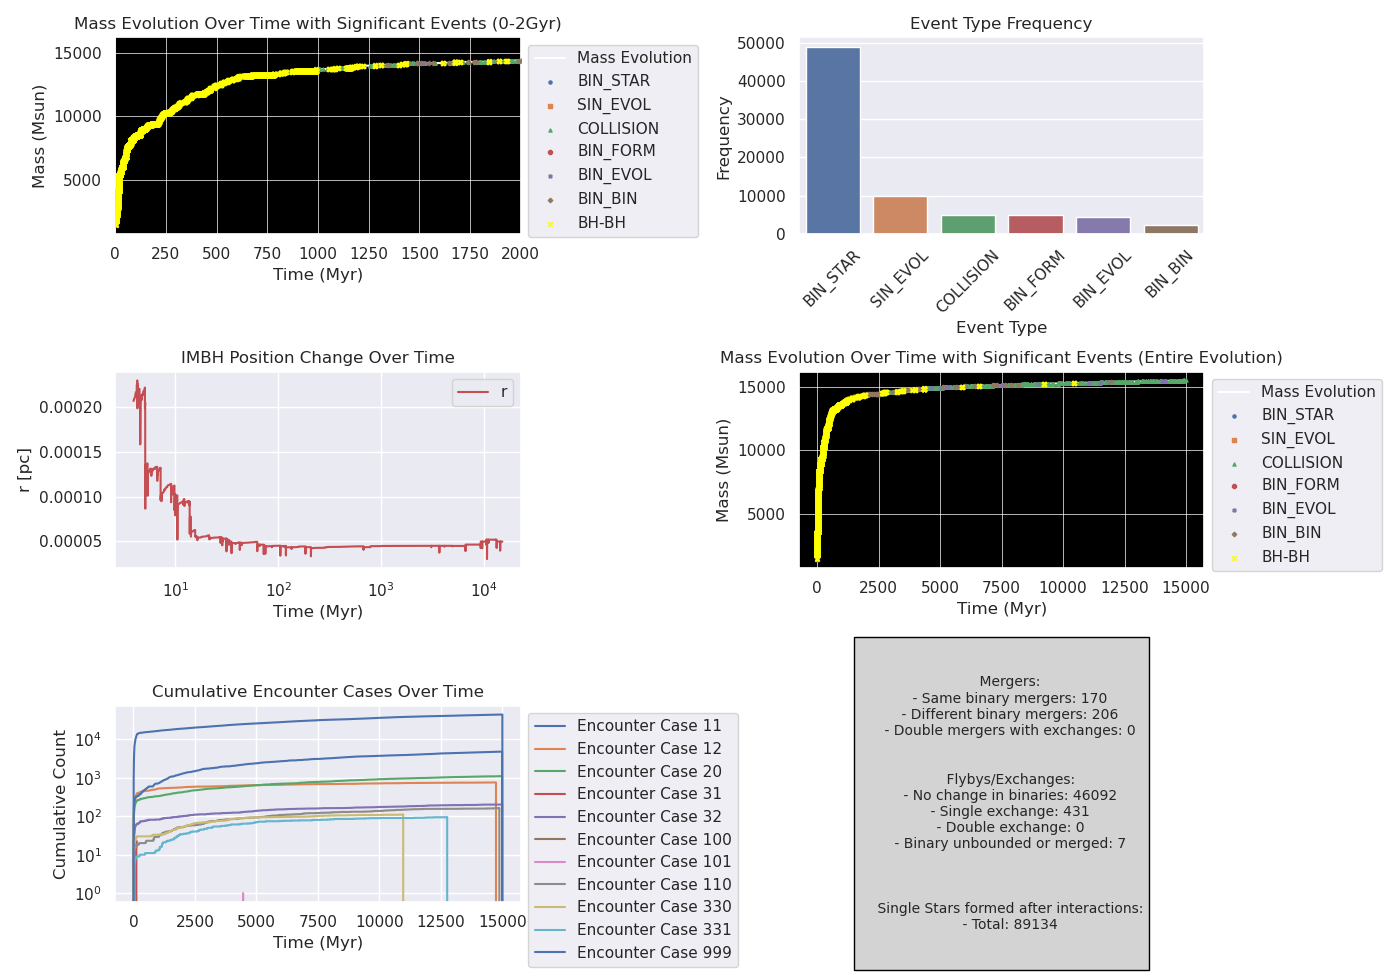 Mass Evolution Over Time with Significant Events (0-2Gyr)
15000
10000
5000
Mass (Msun)
0 250 500 750 1000 1250 1500 1750 2000
Time (Myr)
Mass Evolution
BIN_STAR
SIN_EVOL
COLLISION
BIN_FORM
BIN_EVOL
BIN_BIN
BH-BH
Event Type Frequency
50000
40000
30000
20000
10000
0
Frequency
BIN_STAR SIN_EVOL COLLISION BIN_FORM BIN_EVOL BIN_BIN
Event Type
IMBH Position Change Over Time
0.00020
0.00015
0.00010
0.00005
r [pc]
r
10¹ 10² 10³ 10⁴
Time (Myr)
Mass Evolution Over Time with Significant Events (Entire Evolution)
15000
10000
5000
Mass (Msun)
0 2500 5000 7500 10000 12500 15000
Time (Myr)
Mass Evolution
BIN_STAR
SIN_EVOL
COLLISION
BIN_FORM
BIN_EVOL
BIN_BIN
BH-BH
Cumulative Encounter Cases Over Time
10⁴
10³
10²
10¹
10⁰
Cumulative Count
0 2500 5000 7500 10000 12500 15000
Time (Myr)
Encounter Case 11
Encounter Case 12
Encounter Case 20
Encounter Case 31
Encounter Case 32
Encounter Case 100
Encounter Case 101
Encounter Case 110
Encounter Case 330
Encounter Case 331
Encounter Case 999
Mergers:
- Same binary mergers: 170
- Different binary mergers: 206
- Double mergers with exchanges: 0
Flybys/Exchanges:
- No change in binaries: 46092
- Single exchange: 431
- Double exchange: 0
- Binary unbounded or merged: 7
Single Stars formed after interactions:
- Total: 89134